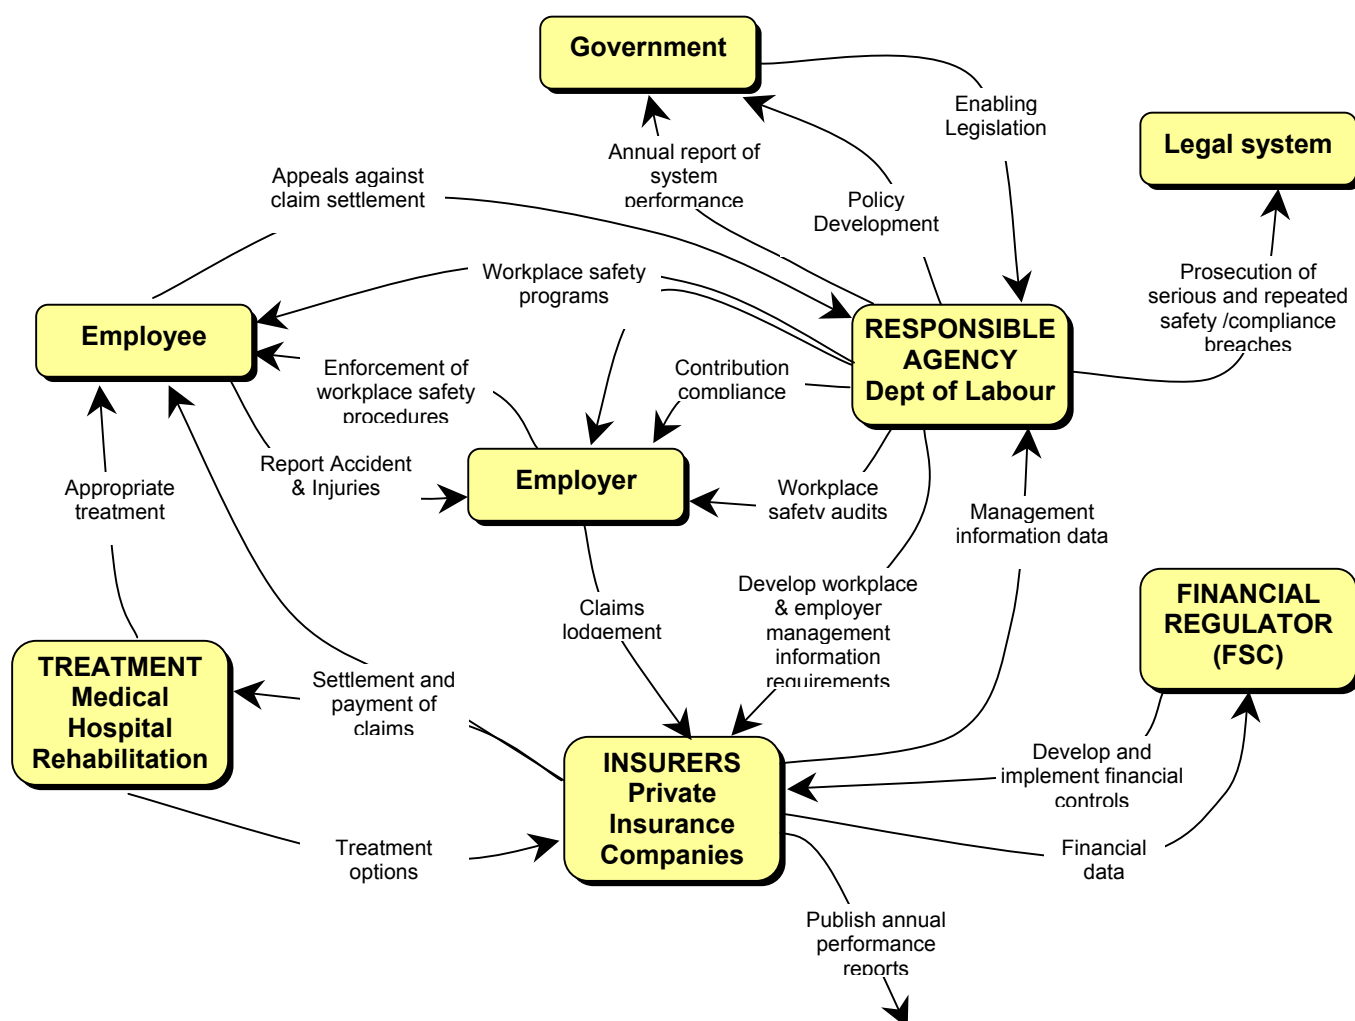 Government
Enabling
Legislation
Legal system
Annual report of
system
performance
Appeals against
claim settlement
Policy
Development
Workplace safety
programs
Prosecution of
serious and repeated
safety /compliance
breaches
Employee
RESPONSIBLE
AGENCY
Dept of Labour
Enforcement of
workplace safety
procedures
Contribution
compliance
Report Accident
& Injuries
Employer
Appropriate
treatment
Workplace
safety audits
Management
information data
Claims
lodgement
Develop workplace
& employer
management
information
requirements
FINANCIAL
REGULATOR
(FSC)
TREATMENT
Medical
Hospital
Rehabilitation
Settlement and
payment of
claims
INSURERS
Private
Insurance
Companies
Develop and
implement financial
controls
Treatment
options
Financial
data
Publish annual
performance
reports